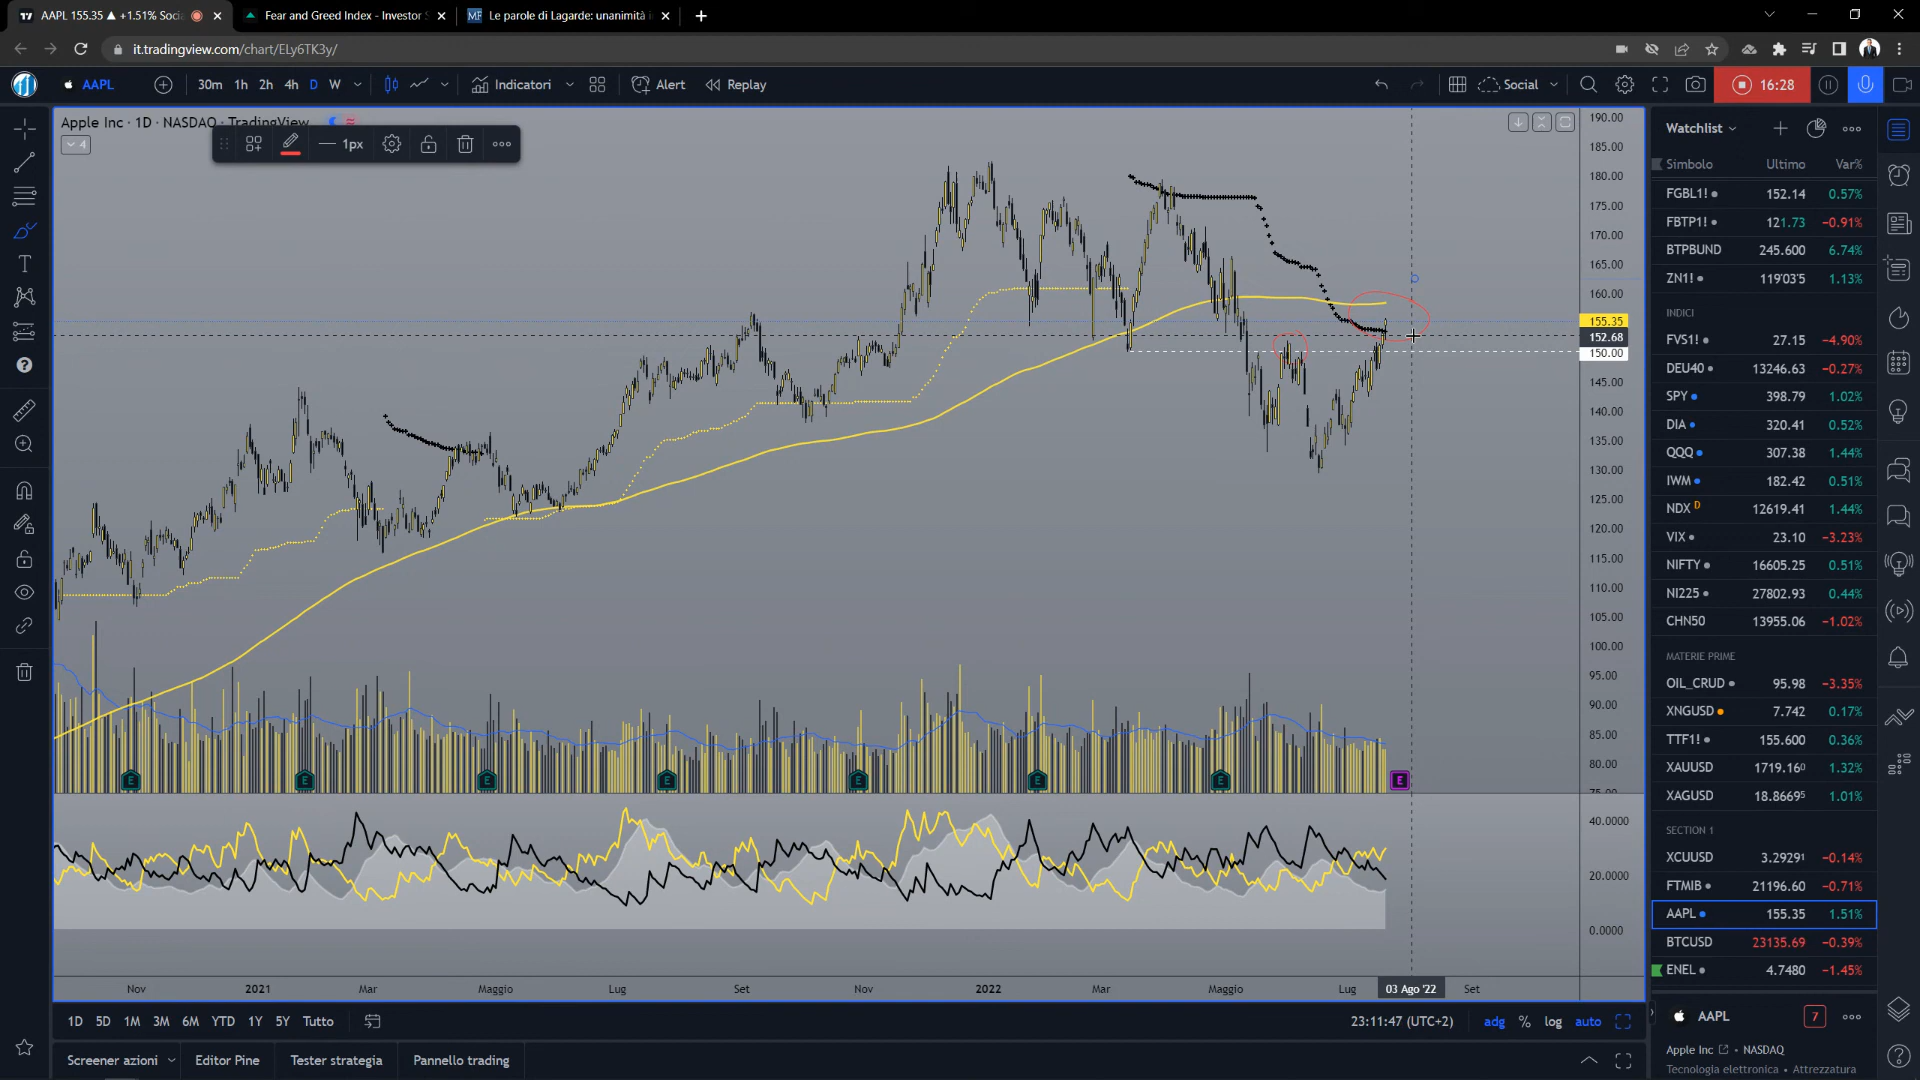 AAPL 155.35 ▲ +1.51% Soci
Fear and Greed Index - Investor S
MF Le parole di Lagarde: unanimità i
it.tradingview.com/chart/ELy6TK3y/
AAPL
30m 1h 2h 4h D W
Indicatori
Alert
Replay
Social
16:28
Apple Inc · 1D · NASDAQ · TradingView
4
1px
190.00
185.00
180.00
175.00
170.00
165.00
160.00
155.35
152.68
150.00
145.00
140.00
135.00
130.00
125.00
120.00
115.00
110.00
105.00
100.00
95.00
90.00
85.00
80.00
75.00
40.0000
20.0000
0.0000
E E E E E E E E
Nov 2021 Mar Maggio Lug Set Nov 2022 Mar Maggio Lug 03 Ago '22 Set
1D 5D 1M 3M 6M YTD 1Y 5Y Tutto
23:11:47 (UTC+2) adg % log auto
Screener azioni Editor Pine Tester strategia Pannello trading
Watchlist
Simbolo Ultimo Var%
FGBL1! 152.14 0.57%
FBTP1! 121.73 −0.91%
BTPBUND 245.600 6.74%
ZN1! 119'03'5 1.13%
INDICI
FVS1! 27.15 −4.90%
DEU40 13246.63 −0.27%
SPY 398.79 1.02%
DIA 320.41 0.52%
QQQ 307.38 1.44%
IWM 182.42 0.51%
NDX D 12619.41 1.44%
VIX 23.10 −3.23%
NIFTY 16605.25 0.51%
NI225 27802.93 0.44%
CHN50 13955.06 −1.02%
MATERIE PRIME
OIL_CRUD 95.98 −3.35%
XNGUSD 7.742 0.17%
TTF1! 155.600 0.36%
XAUUSD 1719.16⁰ 1.32%
XAGUSD 18.8669⁵ 1.01%
SECTION 1
XCUUSD 3.2929¹ −0.14%
FTMIB 21196.60 −0.71%
AAPL 155.35 1.51%
BTCUSD 23135.69 −0.39%
ENEL 4.7480 −1.45%
AAPL 7
Apple Inc · NASDAQ
Tecnologia elettronica · Attrezzatura